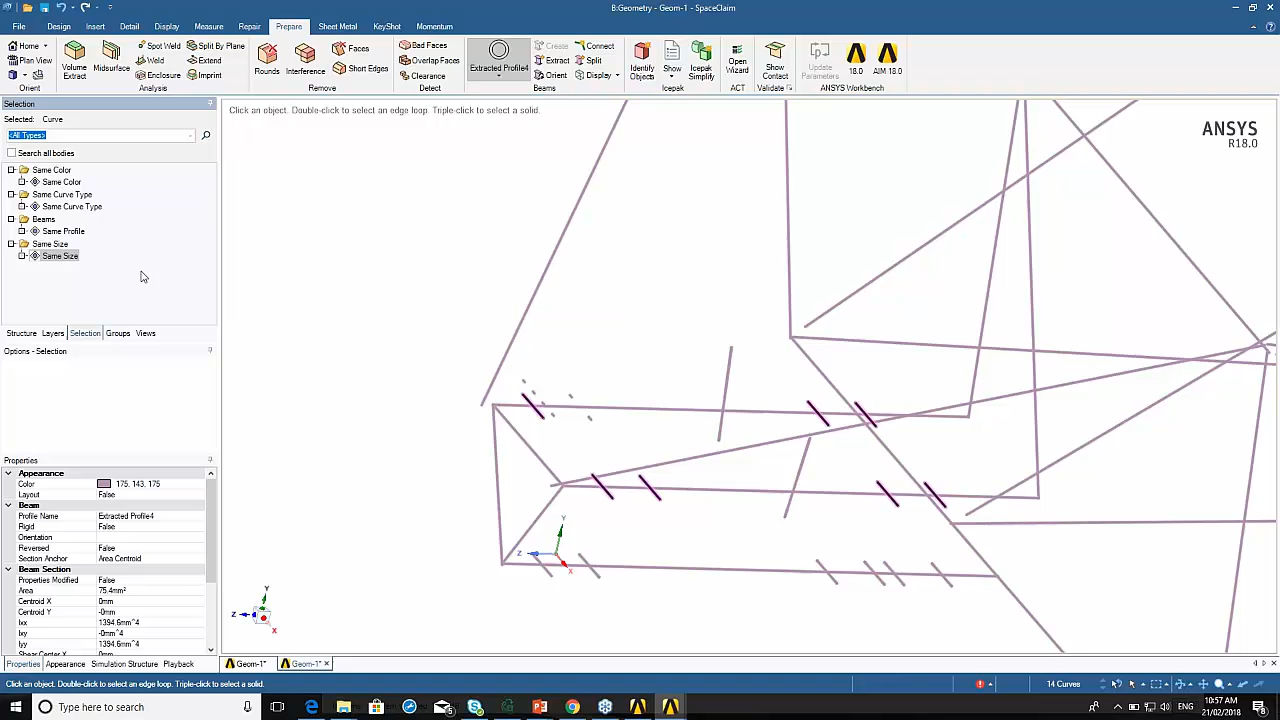 B:Geometry - Geom-1 - SpaceClaim
File Design Insert Detail Display Measure Repair Prepare Sheet Metal KeyShot Momentum
Home
Plan View
Orient
Volume Extract
Midsurface
Spot Weld
Weld
Split By Plane
Extend
Enclosure
Imprint
Analysis
Rounds
Interference
Faces
Short Edges
Remove
Bad Faces
Overlap Faces
Clearance
Detect
Extracted Profile4
Create
Extract
Orient
Connect
Split
Display
Beams
Identify Objects
Show
Icepak Simplify
Icepak
Open Wizard
ACT
Show Contact
Validate
Update Parameters
18.0
AIM 18.0
ANSYS Workbench
Selection
Selected: Curve
<All Types>
Search all bodies
Same Color
Same Color
Same Curve Type
Same Curve Type
Beams
Same Profile
Same Size
Same Size
Structure Layers Selection Groups Views
Options - Selection
Properties
Appearance
Color 175, 143, 175
Layout False
Beam
Profile Name Extracted Profile4
Rigid False
Orientation
Reversed False
Section Anchor Area Centroid
Beam Section
Properties Modified False
Area 75.4mm²
Centroid X 0mm
Centroid Y -0mm
Ixx 1394.6mm^4
Ixy -0mm^4
Iyy 1394.6mm^4
Shear Center X 0mm
Properties Appearance Simulation Structure Playback
Click an object. Double-click to select an edge loop. Triple-click to select a solid.
ANSYS
R18.0
Y
Z
X
Y
Z
X
Geom-1*
Geom-1*
Click an object. Double-click to select an edge loop. Triple-click to select a solid.
14 Curves
Type here to search
10:57 AM
21/02/2018